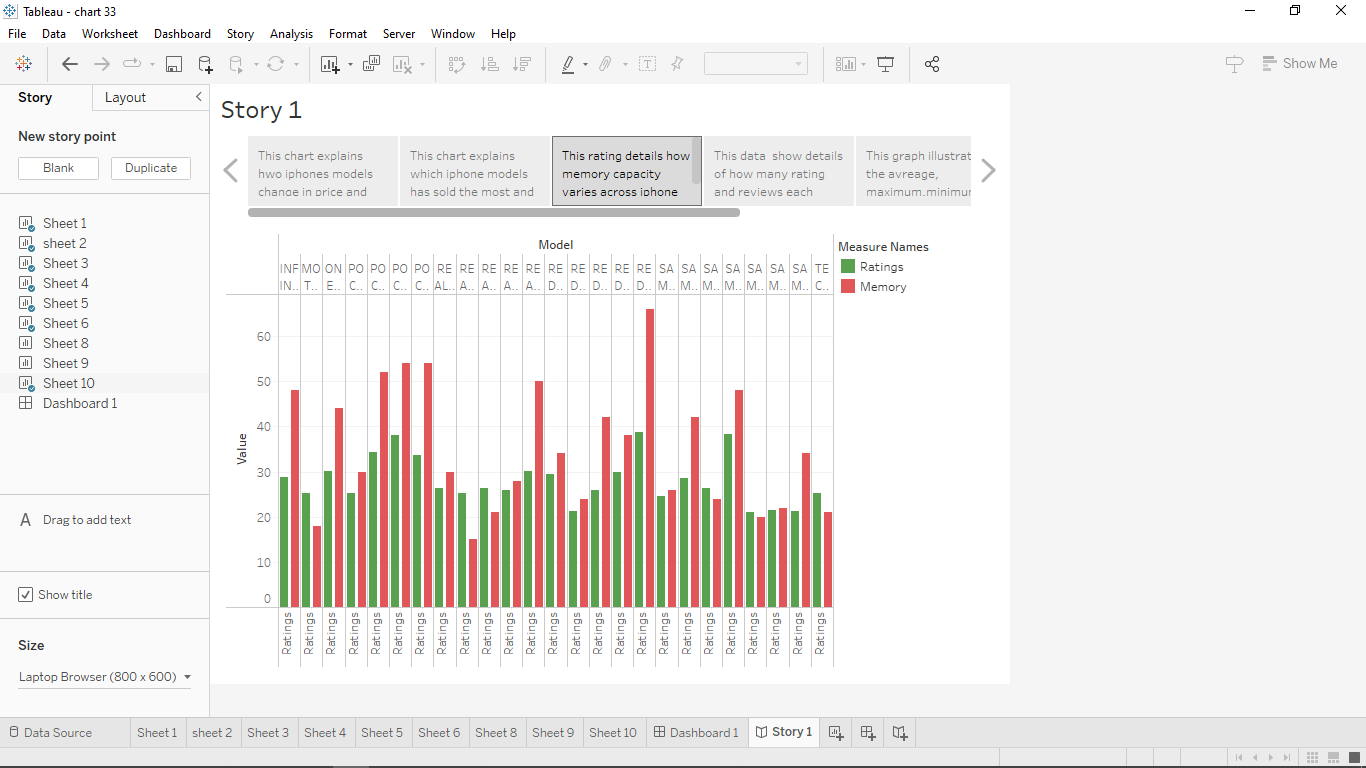 Tableau - chart 33
File Data Worksheet Dashboard Story Analysis Format Server Window Help
Show Me
Story Layout
New story point
Blank Duplicate
Sheet 1
sheet 2
Sheet 3
Sheet 4
Sheet 5
Sheet 6
Sheet 8
Sheet 9
Sheet 10
Dashboard 1
A Drag to add text
Show title
Size
Laptop Browser (800 x 600)
Story 1
This chart explains
hwo iphones models
change in price and
This chart explains
which iphone models
has sold the most and
This rating details how
memory capacity
varies across iphone
This data show details
of how many rating
and reviews each
This graph illustrat
the avreage,
maximum,minimum
Model
INF MO ON PO PO PO PO RE RE RE RE RE RE RE RE RE RE SA SA SA SA SA SA SA TE
IN.. T.. E.. C.. C.. C.. C.. AL.. A.. A.. A.. A.. D.. D.. D.. D.. D.. M.. M.. M.. M.. M.. M.. M.. C..
Value
60
50
40
30
20
10
0
Ratings Ratings Ratings Ratings Ratings Ratings Ratings Ratings Ratings Ratings Ratings Ratings Ratings Ratings Ratings Ratings Ratings Ratings Ratings Ratings Ratings Ratings Ratings Ratings Ratings
Measure Names
Ratings
Memory
Data Source Sheet 1 sheet 2 Sheet 3 Sheet 4 Sheet 5 Sheet 6 Sheet 8 Sheet 9 Sheet 10 Dashboard 1 Story 1